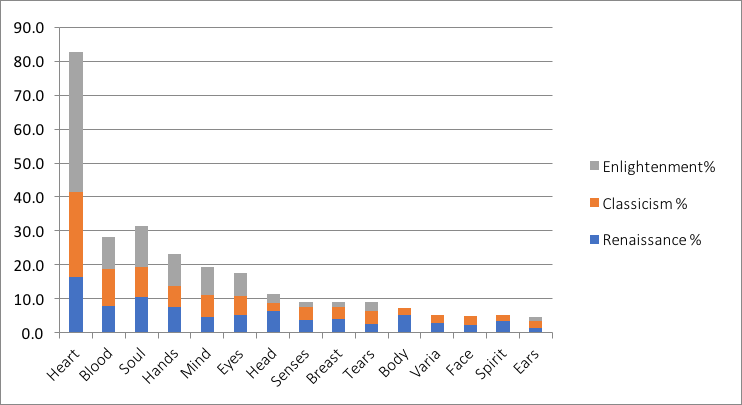 90.0
80.0
70.0
60.0
50.0
40.0
30.0
20.0
10.0
0.0
Heart
Blood
Soul
Hands
Mind
Eyes
Head
Senses
Breast
Tears
Body
Varia
Face
Spirit
Ears
Enlightenment%
Classicism %
Renaissance %